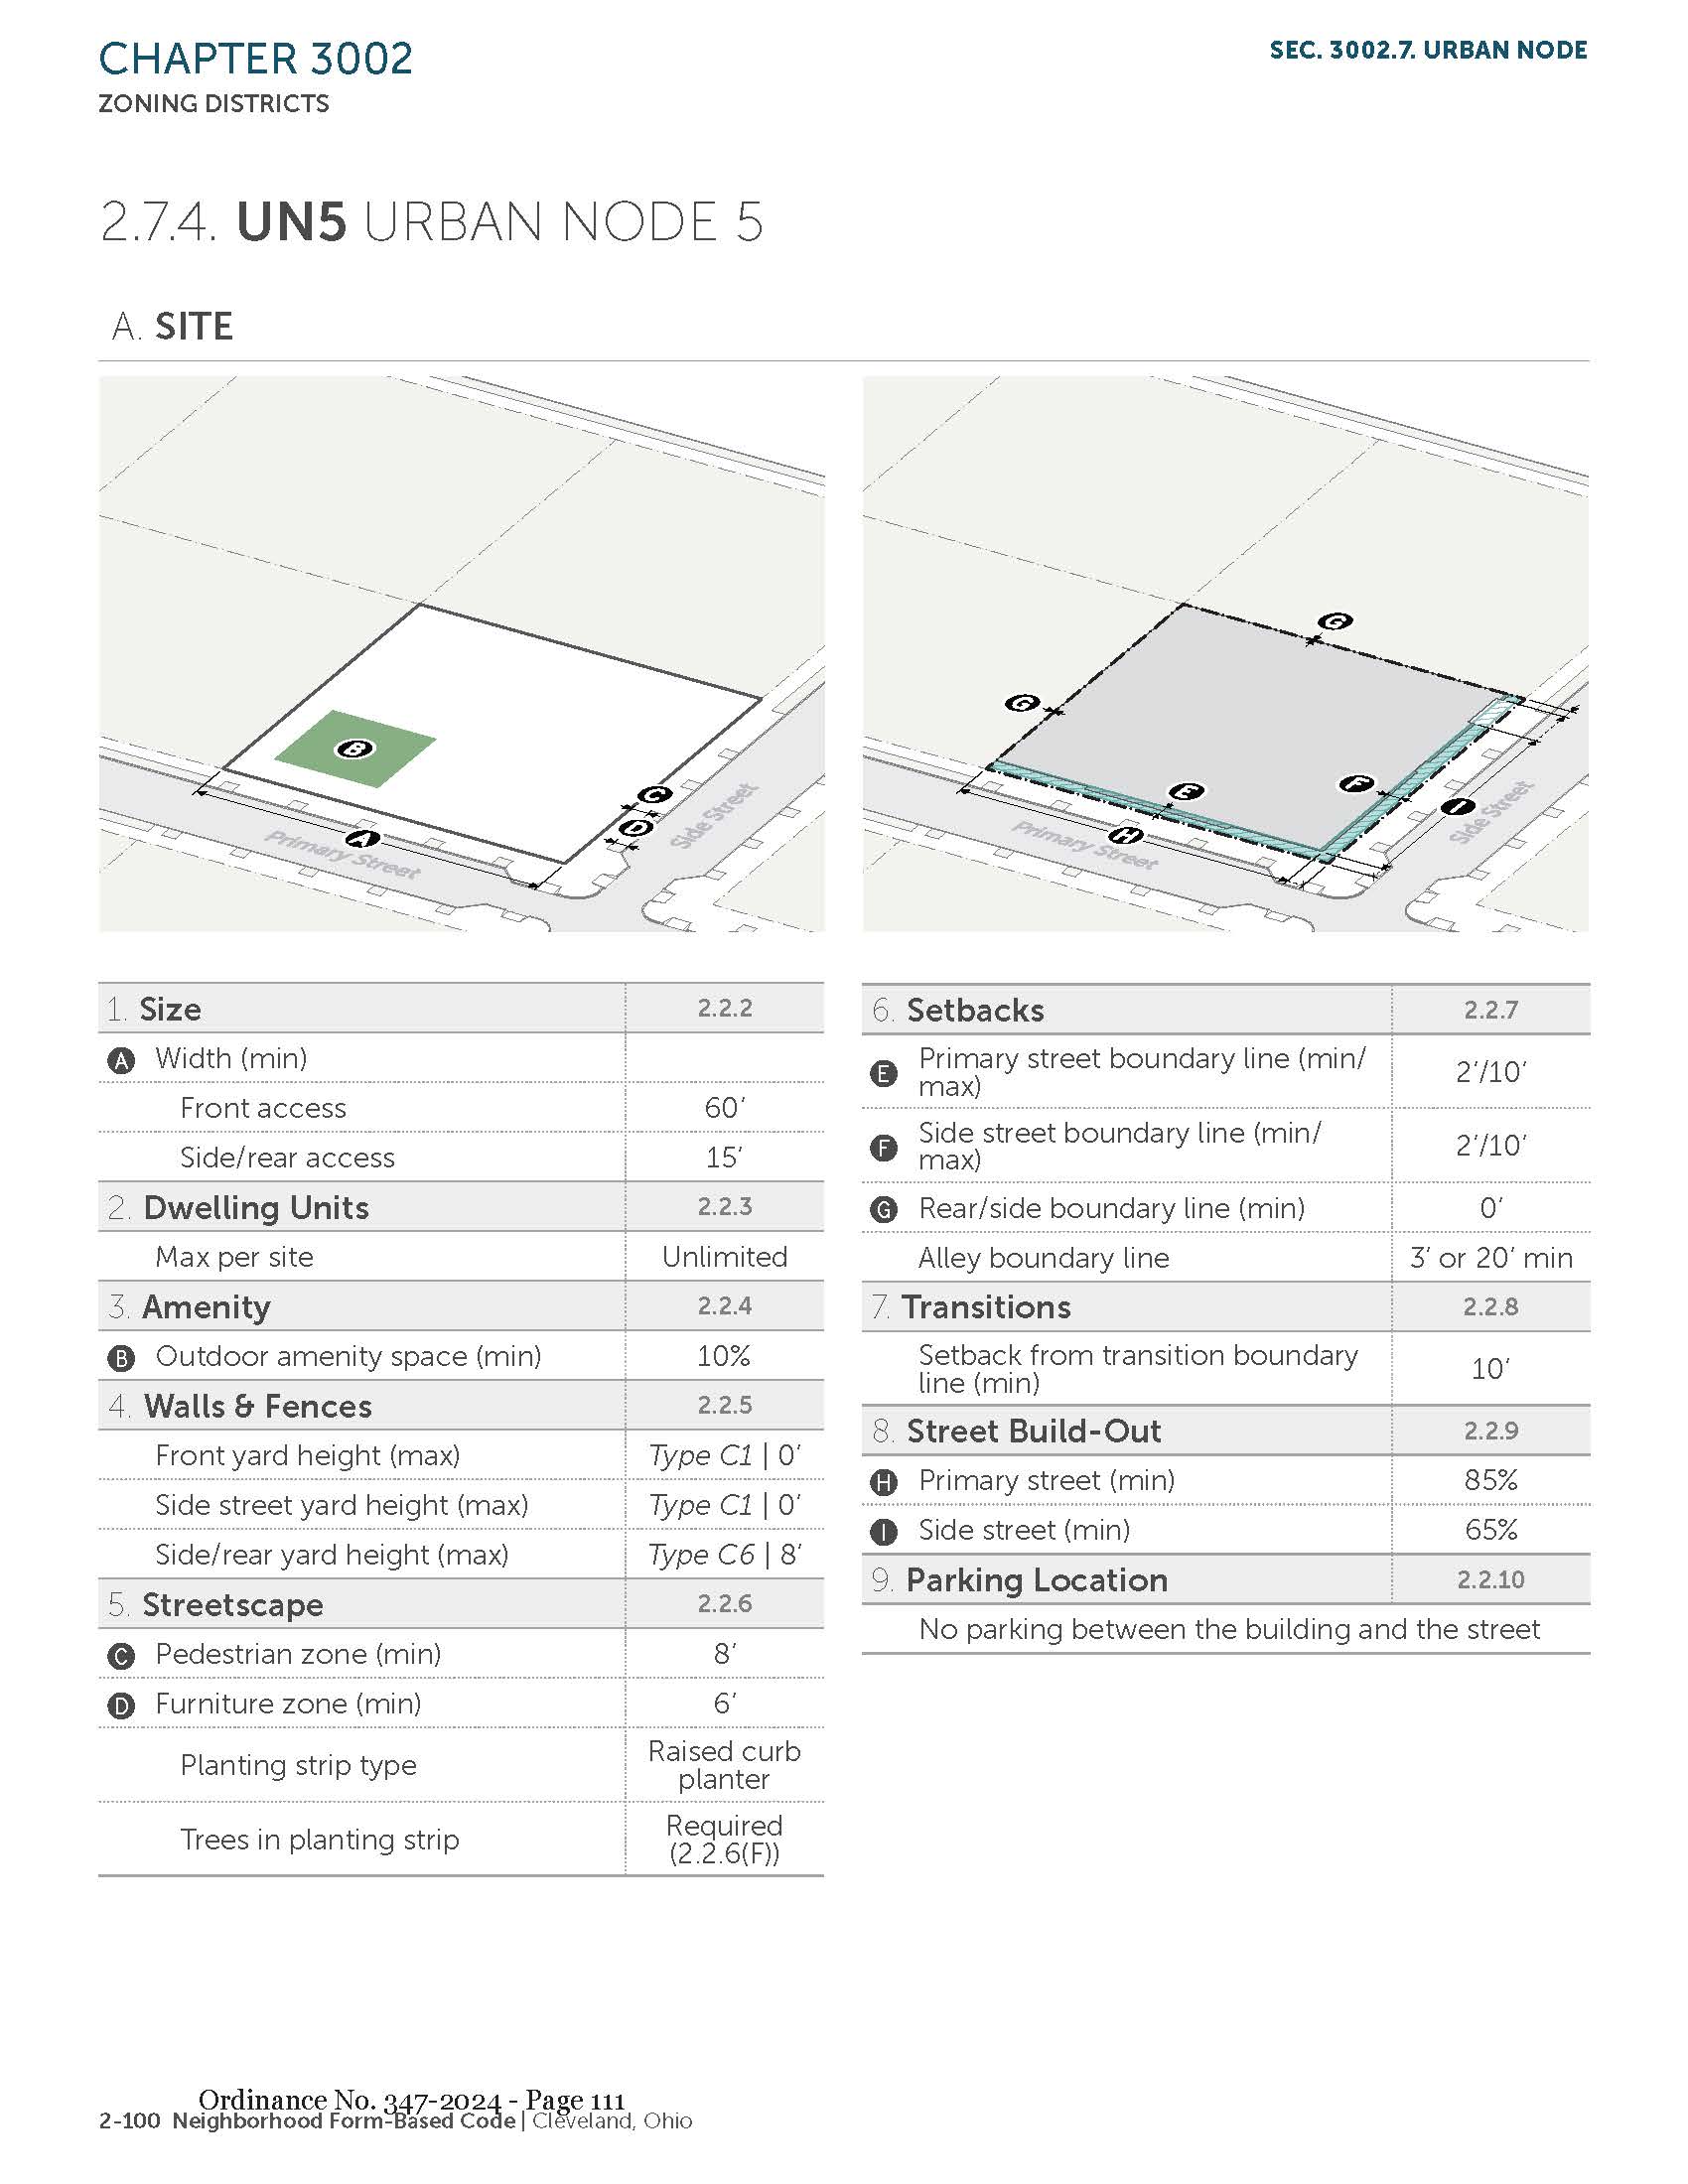 CHAPTER 3002
SEC. 3002.7. URBAN NODE
ZONING DISTRICTS
2.7.4. UN5 URBAN NODE 5
A. SITE
B
C
D
A
Primary Street
Side Street
G
G
E
F
H
I
Primary Street
Side Street
1. Size 2.2.2
A Width (min)
Front access 60′
Side/rear access 15′
2. Dwelling Units 2.2.3
Max per site Unlimited
3. Amenity 2.2.4
B Outdoor amenity space (min) 10%
4. Walls & Fences 2.2.5
Front yard height (max) Type C1 | 0′
Side street yard height (max) Type C1 | 0′
Side/rear yard height (max) Type C6 | 8′
5. Streetscape 2.2.6
C Pedestrian zone (min) 8′
D Furniture zone (min) 6′
Planting strip type Raised curb
planter
Trees in planting strip Required
(2.2.6(F))
6. Setbacks 2.2.7
E Primary street boundary line (min/
max) 2′/10′
F Side street boundary line (min/
max) 2′/10′
G Rear/side boundary line (min) 0′
Alley boundary line 3′ or 20′ min
7. Transitions 2.2.8
Setback from transition boundary
line (min) 10′
8. Street Build-Out 2.2.9
H Primary street (min) 85%
I Side street (min) 65%
9. Parking Location 2.2.10
No parking between the building and the street
Ordinance No. 347-2024 - Page 111
2-100 Neighborhood Form-Based Code | Cleveland, Ohio